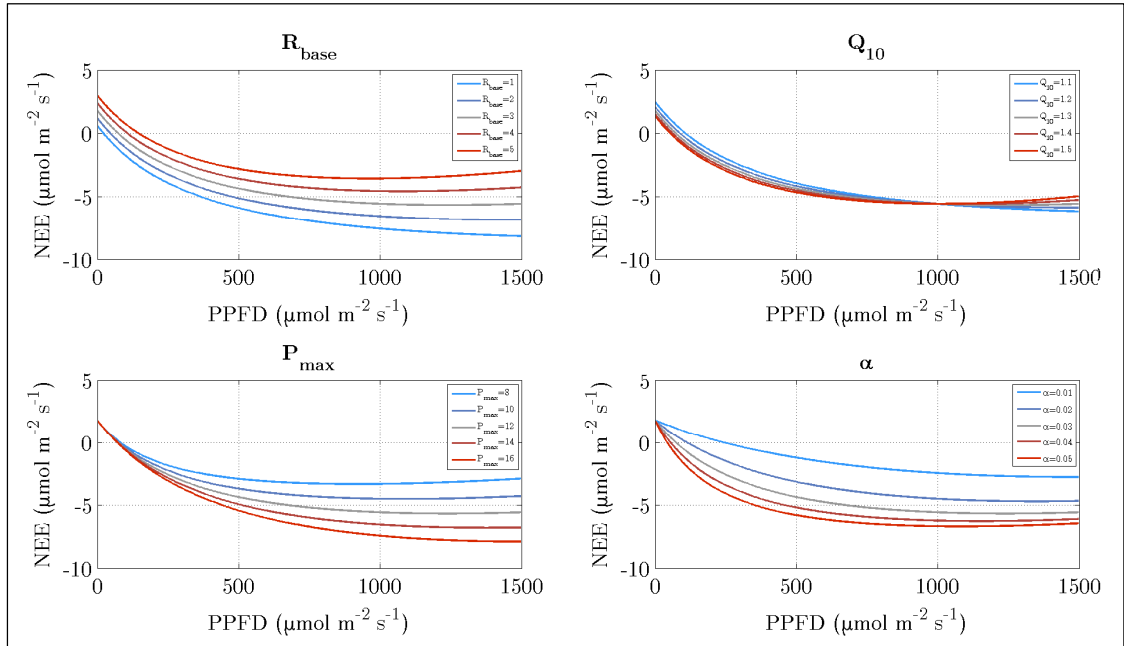 R_base
5
0
-5
-10
NEE (μmol m⁻² s⁻¹)
R_base=1
R_base=2
R_base=3
R_base=4
R_base=5
0 500 1000 1500
PPFD (μmol m⁻² s⁻¹)
Q_10
5
0
-5
-10
NEE (μmol m⁻² s⁻¹)
Q_10=1.1
Q_10=1.2
Q_10=1.3
Q_10=1.4
Q_10=1.5
0 500 1000 1500
PPFD (μmol m⁻² s⁻¹)
P_max
5
0
-5
-10
NEE (μmol m⁻² s⁻¹)
P_max=8
P_max=10
P_max=12
P_max=14
P_max=16
0 500 1000 1500
PPFD (μmol m⁻² s⁻¹)
α
5
0
-5
-10
NEE (μmol m⁻² s⁻¹)
α=0.01
α=0.02
α=0.03
α=0.04
α=0.05
0 500 1000 1500
PPFD (μmol m⁻² s⁻¹)